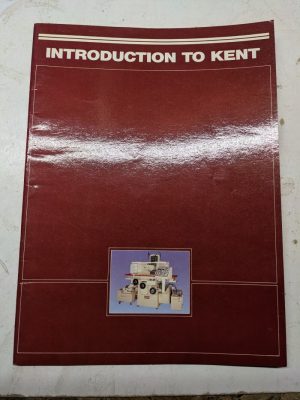 INTRODUCTION TO KENT